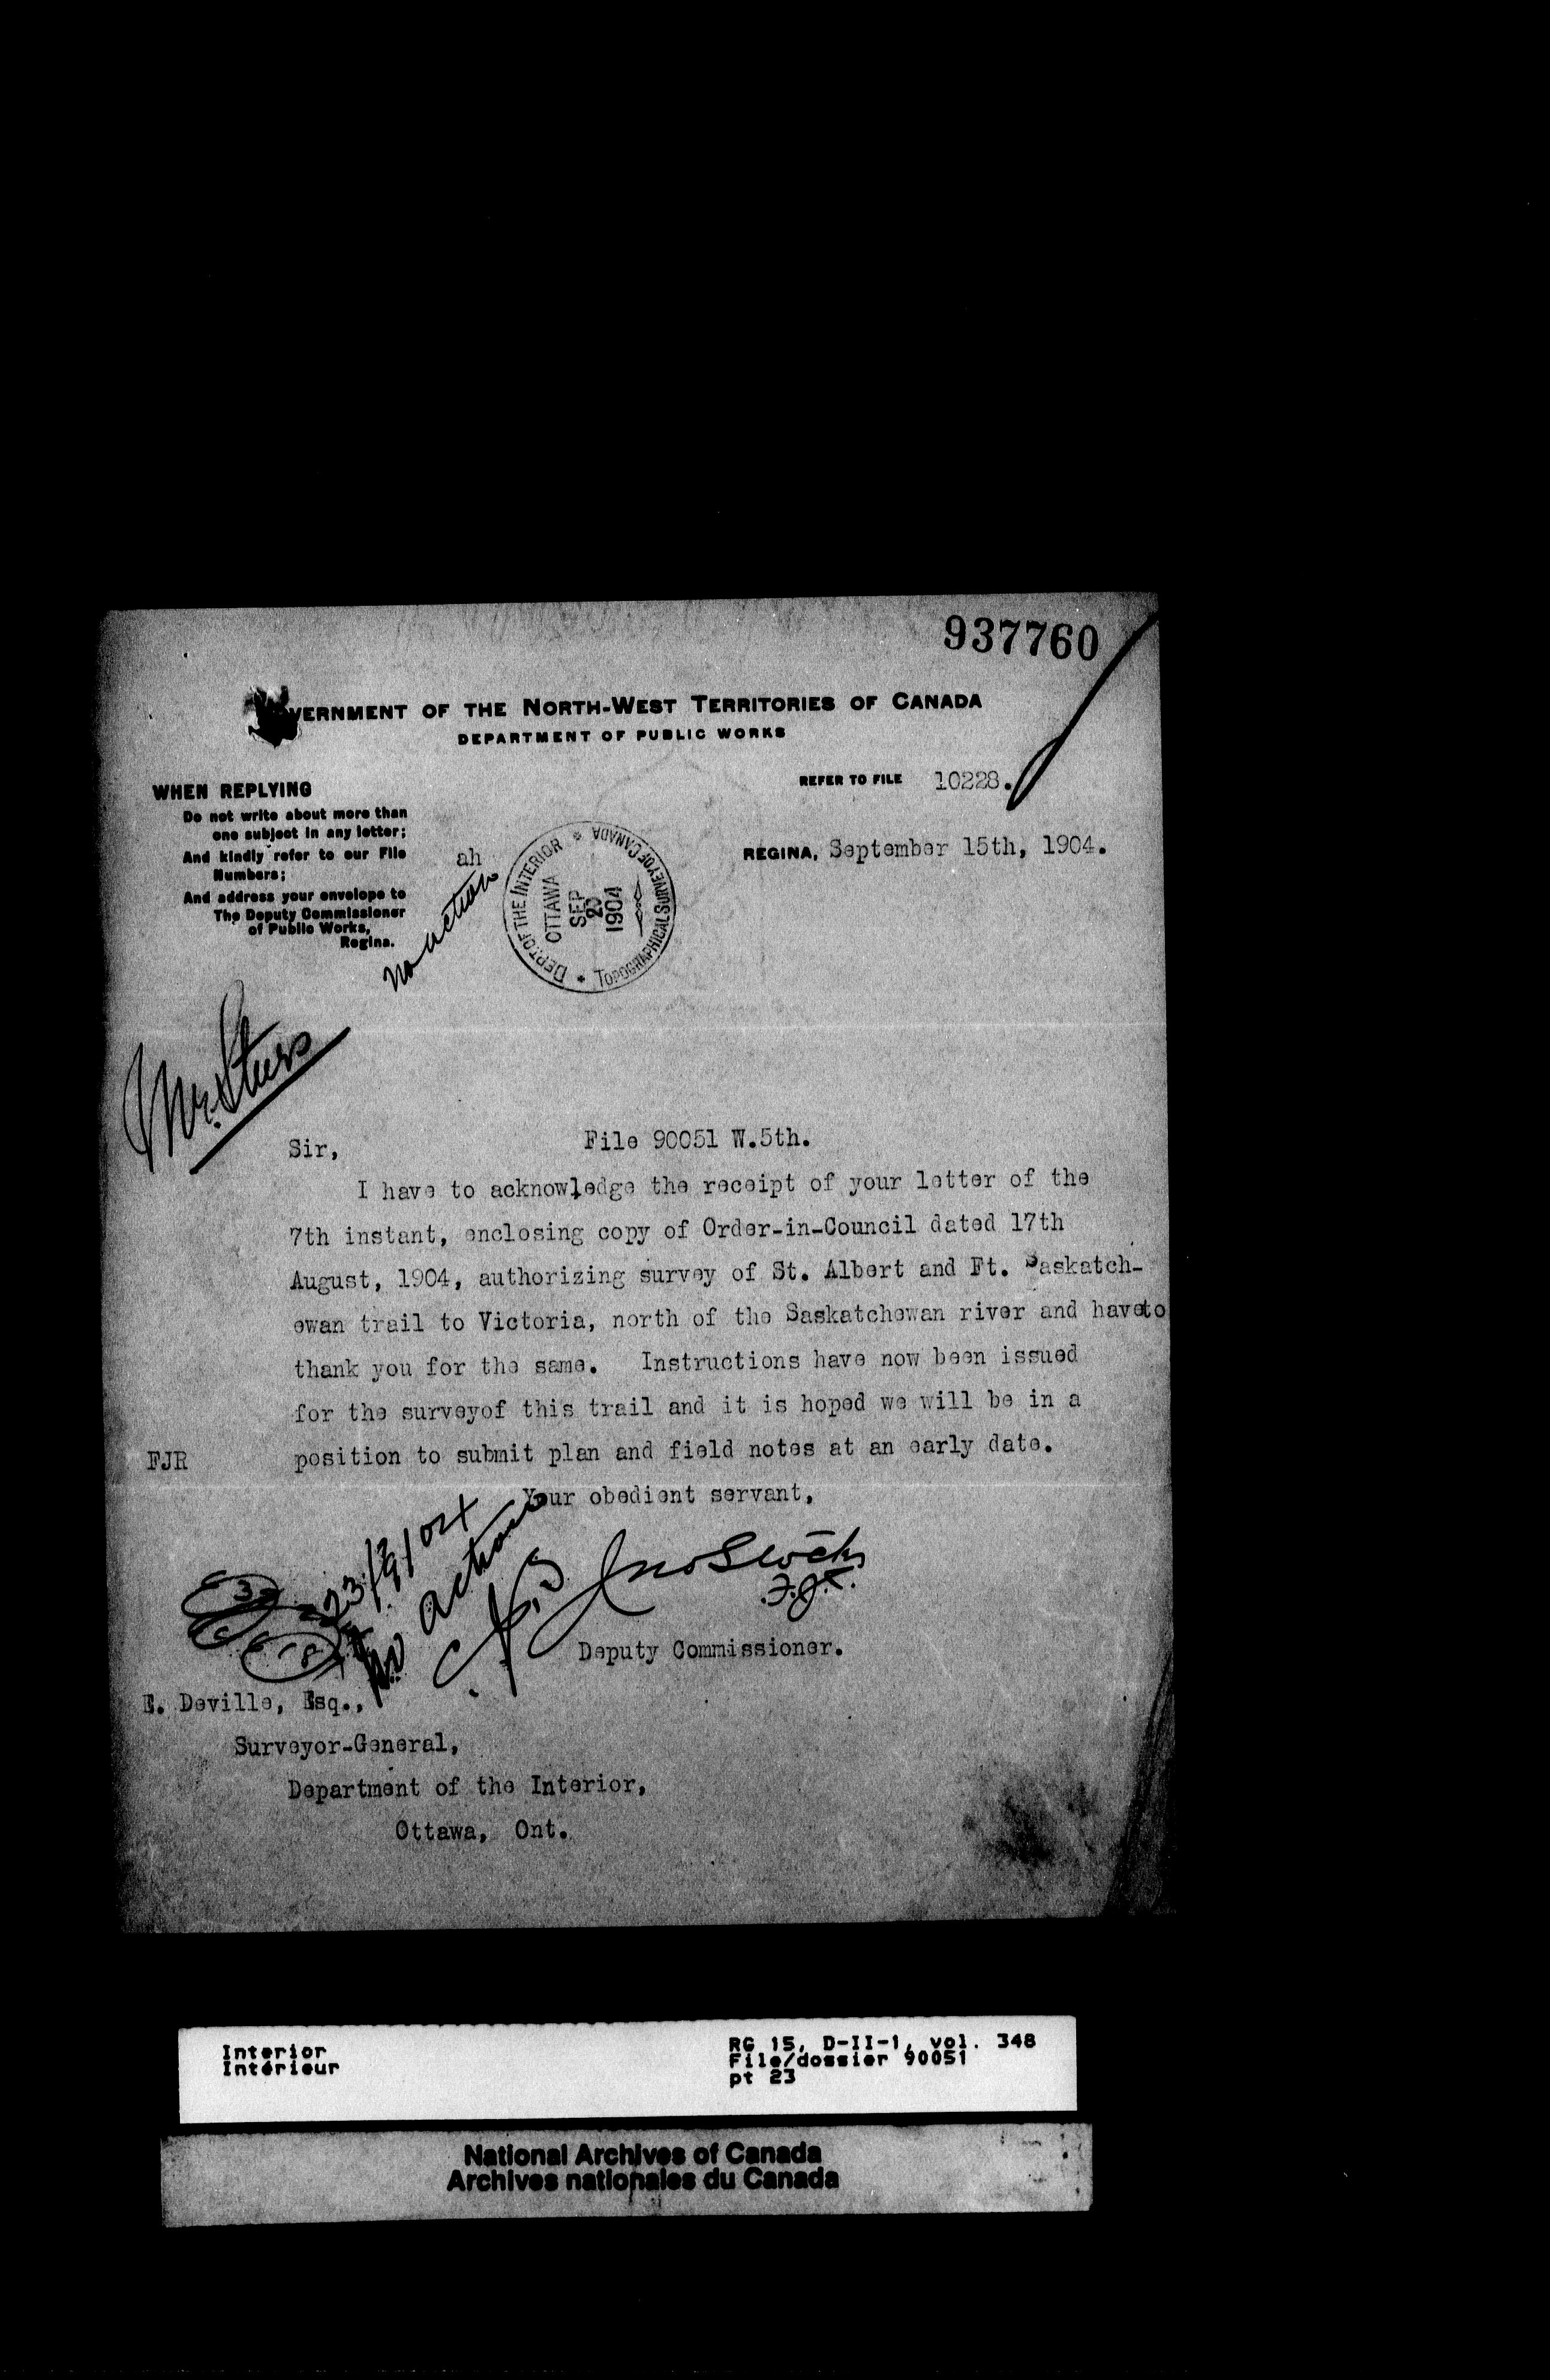 937760
VERNMENT OF THE NORTH-WEST TERRITORIES OF CANADA
DEPARTMENT OF PUBLIC WORKS
REFER TO FILE 10228.
WHEN REPLYING
Do not write about more than
one subject in any letter;
And kindly refer to our File
Numbers;
And address your envelope to
The Deputy Commissioner
of Public Works,
Regina.
ah
no action
DEPT. OF THE INTERIOR * TOPOGRAPHICAL SURVEY OF CANADA *
OTTAWA
SEP
20
1904
REGINA, September 15th, 1904.
Mr.
Sir, File 90051 W.5th.
I have to acknowledge the receipt of your letter of the
7th instant, enclosing copy of Order-in-Council dated 17th
August, 1904, authorizing survey of St. Albert and Ft. Saskatch-
ewan trail to Victoria, north of the Saskatchewan river and haveto
thank you for the same. Instructions have now been issued
for the surveyof this trail and it is hoped we will be in a
FJR position to submit plan and field notes at an early date.
Your obedient servant,
23/9/04
No action
Deputy Commissioner.
E. Deville, Esq.,
Surveyor-General,
Department of the Interior,
Ottawa, Ont.
Interior
Intérieur
RG 15, D-II-1, vol. 348
File/dossier 90051
pt 23
National Archives of Canada
Archives nationales du Canada